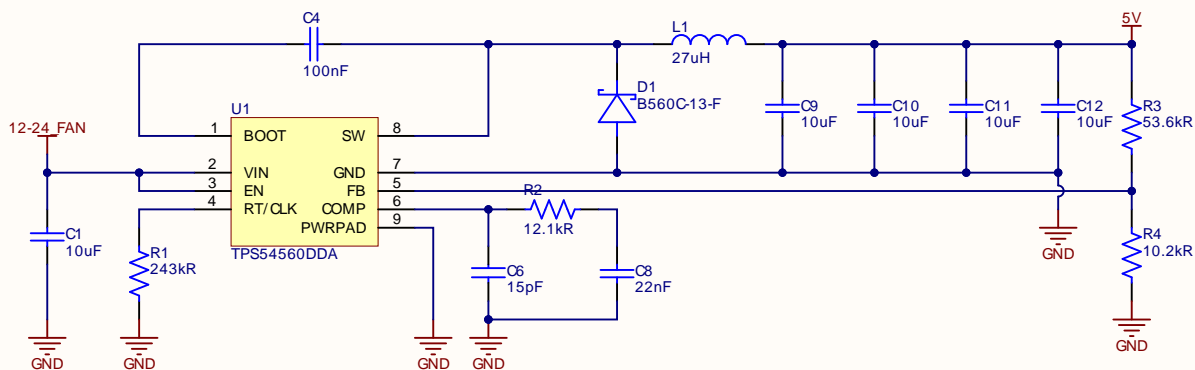 C4
100nF
5V
L1
27uH
D1
B560C-13-F
U1
12-24_FAN
1 BOOT SW 8
2 VIN GND 7
3 EN FB 5
4 RT/CLK COMP 6
PWRPAD 9
TPS54560DDA
C9
10uF
C10
10uF
C11
10uF
C12
10uF
R3
53.6kR
R2
12.1kR
C1
10uF
R1
243kR
C6
15pF
C8
22nF
R4
10.2kR
GND
GND
GND
GND
GND
GND